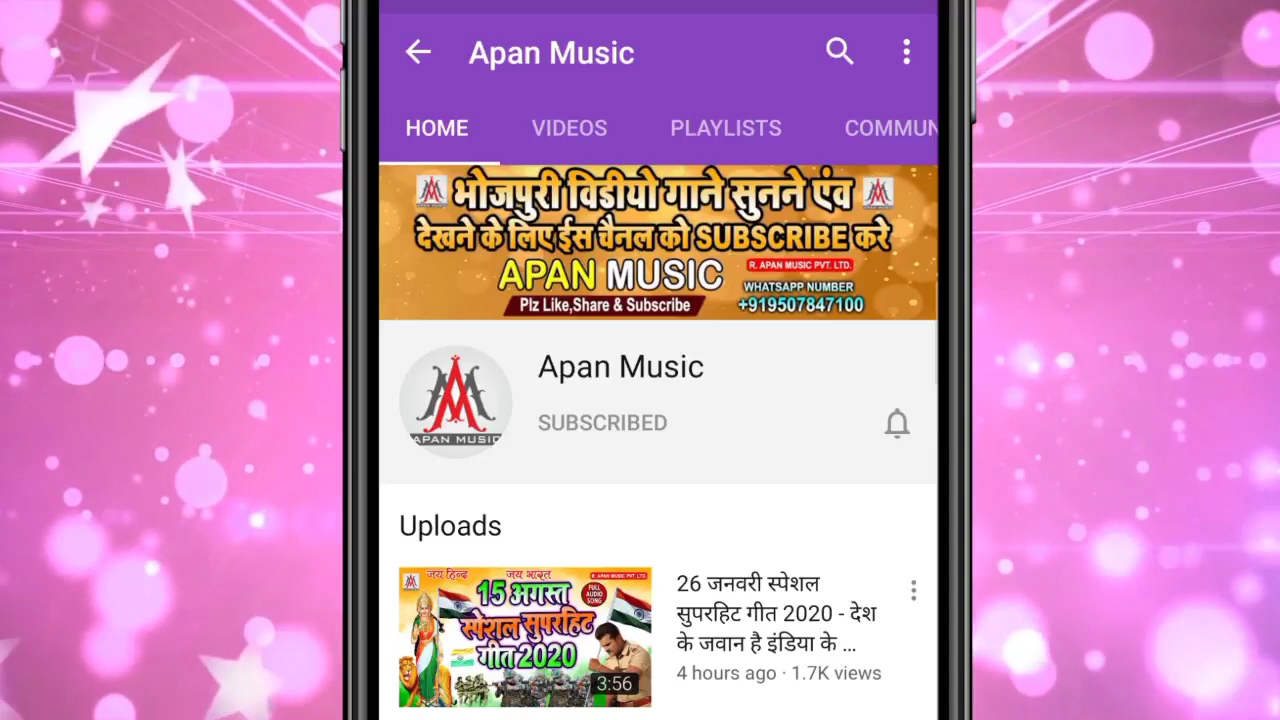 Apan Music
HOME VIDEOS PLAYLISTS COMMUN
भोजपुरी विडीयो गाने सुनने एंव
देखने के लिए ईस चैनल को SUBSCRIBE करे
APAN MUSIC
R. APAN MUSIC PVT. LTD.
WHATSAPP NUMBER
+919507847100
Plz Like,Share & Subscribe
Apan Music
SUBSCRIBED
APAN MUSIC
Uploads
जय हिन्द जय भारत
R. APAN MUSIC PVT. LTD.
15 अगस्त
FULL
AUDIO
SONG
स्पेशल सुपरहिट
गीत 2020
3:56
26 जनवरी स्पेशल
सुपरहिट गीत 2020 - देश
के जवान है इंडिया के ...
4 hours ago · 1.7K views